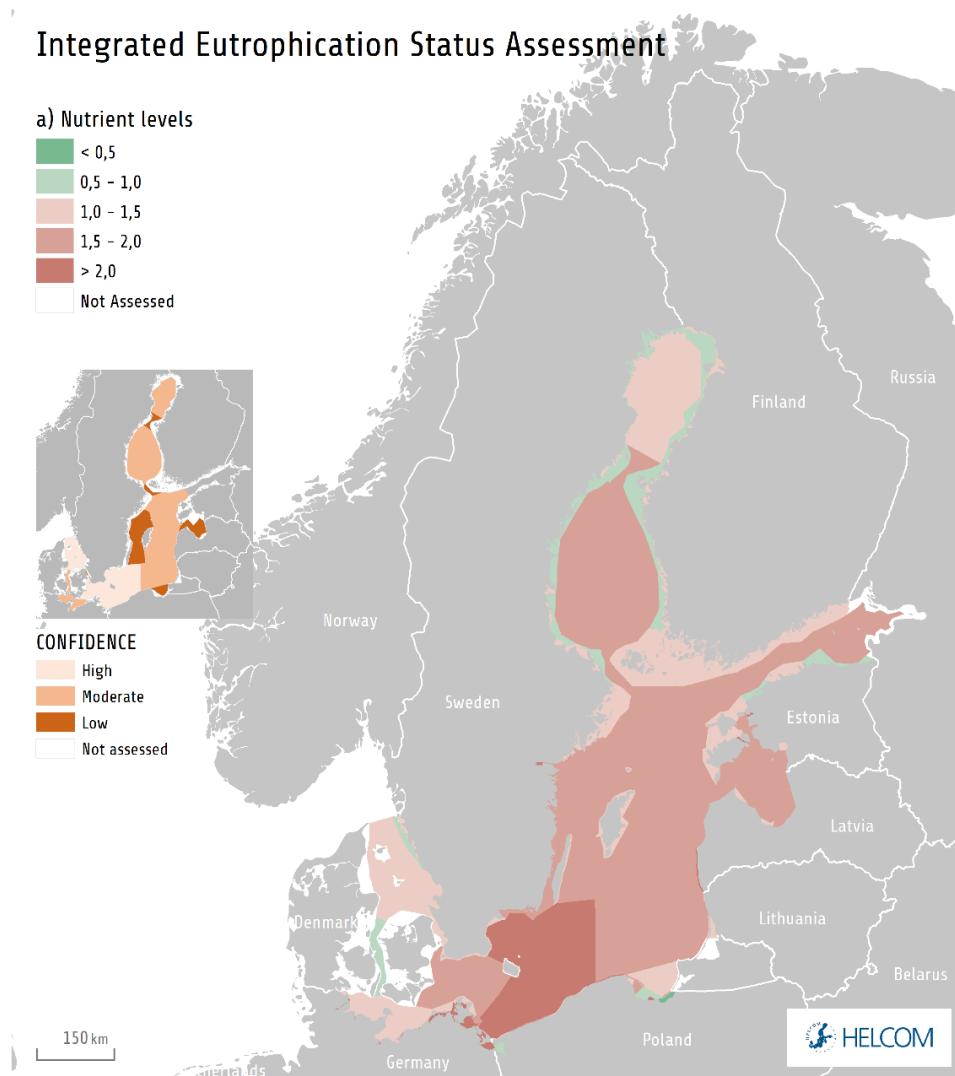 Integrated Eutrophication Status Assessment
a) Nutrient levels
< 0,5
0,5 - 1,0
1,0 - 1,5
1,5 - 2,0
> 2,0
Not Assessed
Russia
Finland
CONFIDENCE
High
Moderate
Low
Not assessed
Norway
Sweden
Estonia
Latvia
Denmark
Lithuania
Belarus
150 km
Poland
Germany
HELCOM
HELCOM